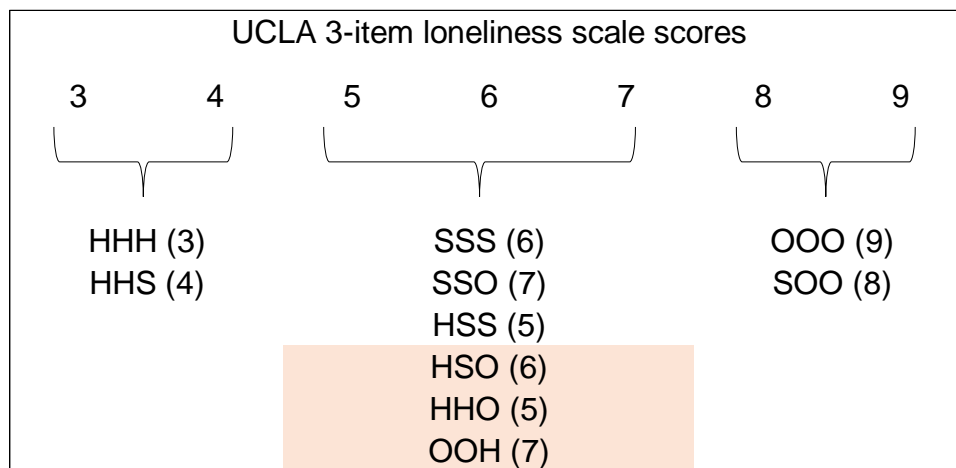 UCLA 3-item loneliness scale scores
3 4 5 6 7 8 9
HHH (3) SSS (6) OOO (9)
HHS (4) SSO (7) SOO (8)
HSS (5)
HSO (6)
HHO (5)
OOH (7)